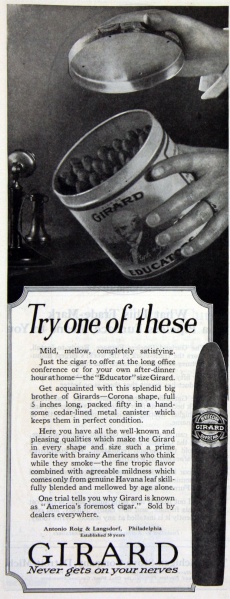 GIRARD
EDUCATOR
Try one of these
Mild, mellow, completely satisfying.
Just the cigar to offer at the long office
conference or for your own after-dinner
hour at home—the "Educator" size Girard.
Get acquainted with this splendid big
brother of Girards—Corona shape, full
5 inches long, packed fifty in a hand-
some cedar-lined metal canister which
keeps them in perfect condition.
Here you have all the well-known and
pleasing qualities which make the Girard
in every shape and size such a prime
favorite with brainy Americans who think
while they smoke—the fine tropic flavor
combined with agreeable mildness which
comes only from genuine Havana leaf skil-
fully blended and mellowed by age alone.
One trial tells you why Girard is known
as "America's foremost cigar." Sold by
dealers everywhere.
Antonio Roig & Langsdorf, Philadelphia
Established 50 years
GIRARD
Never gets on your nerves
GIRARD